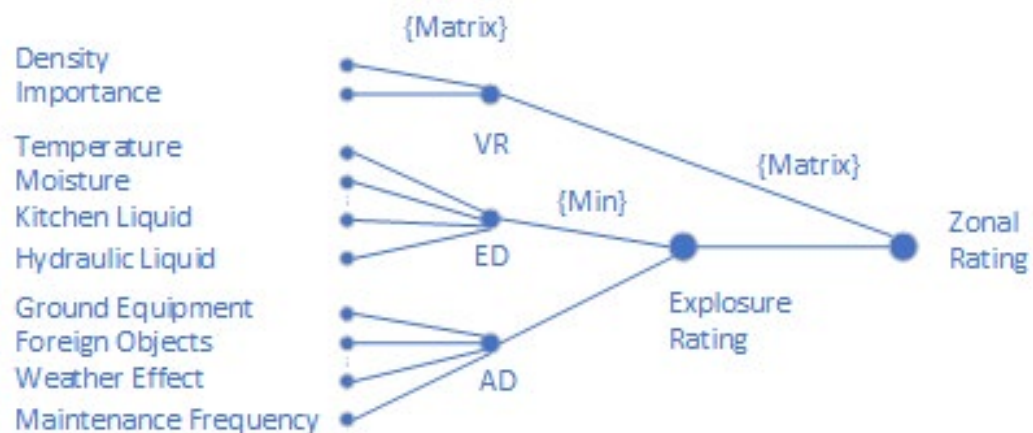 {Matrix}
Density
Importance
VR
Temperature
Moisture
Kitchen Liquid
Hydraulic Liquid
{Min}
ED
{Matrix}
Zonal
Rating
Ground Equipment
Foreign Objects
Weather Effect
Maintenance Frequency
AD
Explosure
Rating